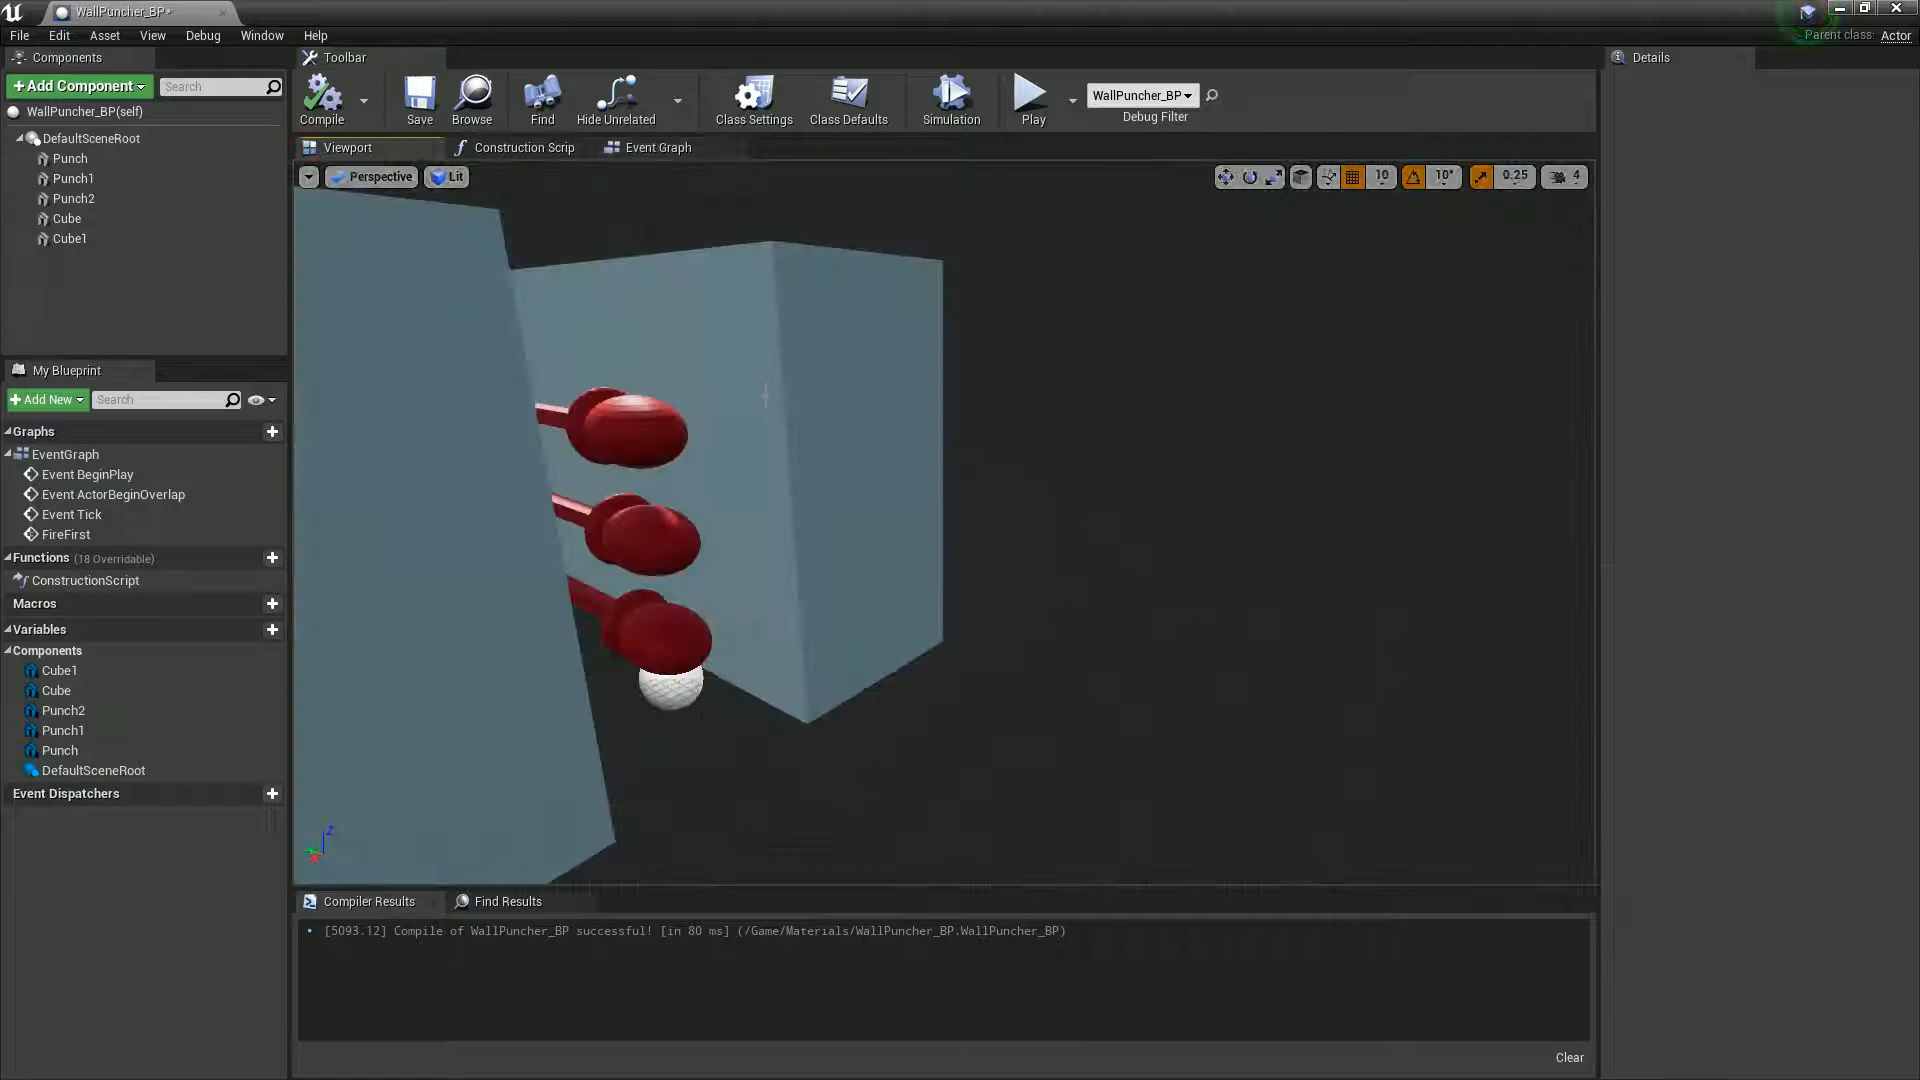 WallPuncher_BP*
File Edit Asset View Debug Window Help
Parent class: Actor
Components
Toolbar
Details
Add Component
Search
Compile
Save
Browse
Find
Hide Unrelated
Class Settings
Class Defaults
Simulation
Play
WallPuncher_BP
Debug Filter
WallPuncher_BP(self)
DefaultSceneRoot
Punch
Punch1
Punch2
Cube
Cube1
Viewport
Construction Scrip
Event Graph
Perspective
Lit
10
10°
0.25
4
My Blueprint
Add New
Search
Graphs
EventGraph
Event BeginPlay
Event ActorBeginOverlap
Event Tick
FireFirst
Functions (18 Overridable)
ConstructionScript
Macros
Variables
Components
Cube1
Cube
Punch2
Punch1
Punch
DefaultSceneRoot
Event Dispatchers
Z
Compiler Results
Find Results
[5093.12] Compile of WallPuncher_BP successful! [in 80 ms] (/Game/Materials/WallPuncher_BP.WallPuncher_BP)
Clear